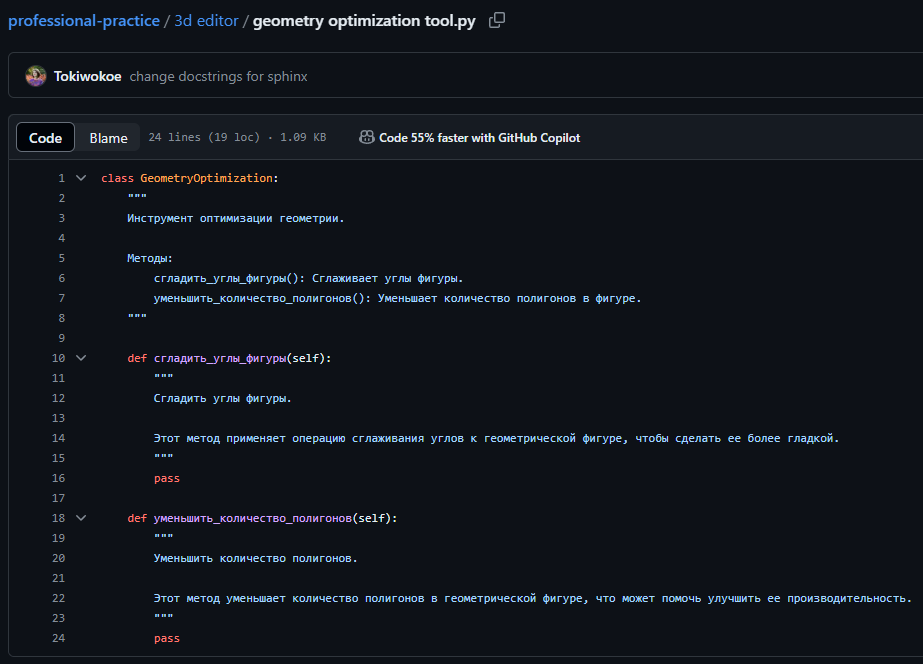 professional-practice / 3d editor / geometry optimization tool.py
Tokiwokoe change docstrings for sphinx
Code Blame 24 lines (19 loc) · 1.09 KB Code 55% faster with GitHub Copilot
1 class GeometryOptimization:
2 """
3 Инструмент оптимизации геометрии.
4
5 Методы:
6 сгладить_углы_фигуры(): Сглаживает углы фигуры.
7 уменьшить_количество_полигонов(): Уменьшает количество полигонов в фигуре.
8 """
9
10 def сгладить_углы_фигуры(self):
11 """
12 Сгладить углы фигуры.
13
14 Этот метод применяет операцию сглаживания углов к геометрической фигуре, чтобы сделать ее более гладкой.
15 """
16 pass
17
18 def уменьшить_количество_полигонов(self):
19 """
20 Уменьшить количество полигонов.
21
22 Этот метод уменьшает количество полигонов в геометрической фигуре, что может помочь улучшить ее производительность.
23 """
24 pass